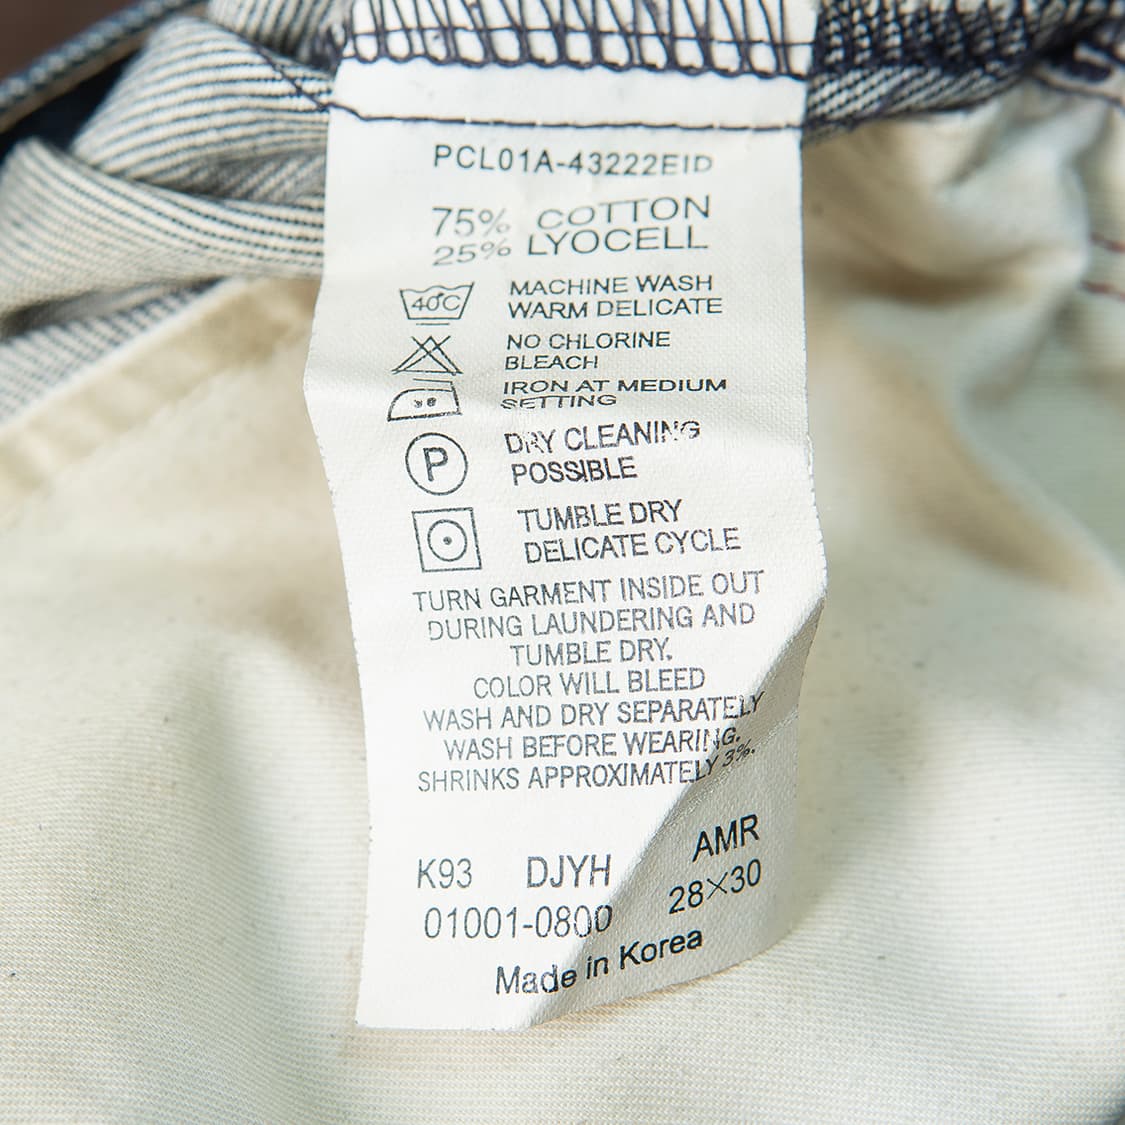 PCL01A-43222EID
75% COTTON
25% LYOCELL
40°C MACHINE WASH
WARM DELICATE
NO CHLORINE
BLEACH
IRON AT MEDIUM
SETTING
P DRY CLEANING
POSSIBLE
TUMBLE DRY
DELICATE CYCLE
TURN GARMENT INSIDE OUT
DURING LAUNDERING AND
TUMBLE DRY.
COLOR WILL BLEED
WASH AND DRY SEPARATELY
WASH BEFORE WEARING.
SHRINKS APPROXIMATELY 3%.
K93 DJYH AMR
01001-0800 28×30
Made in Korea